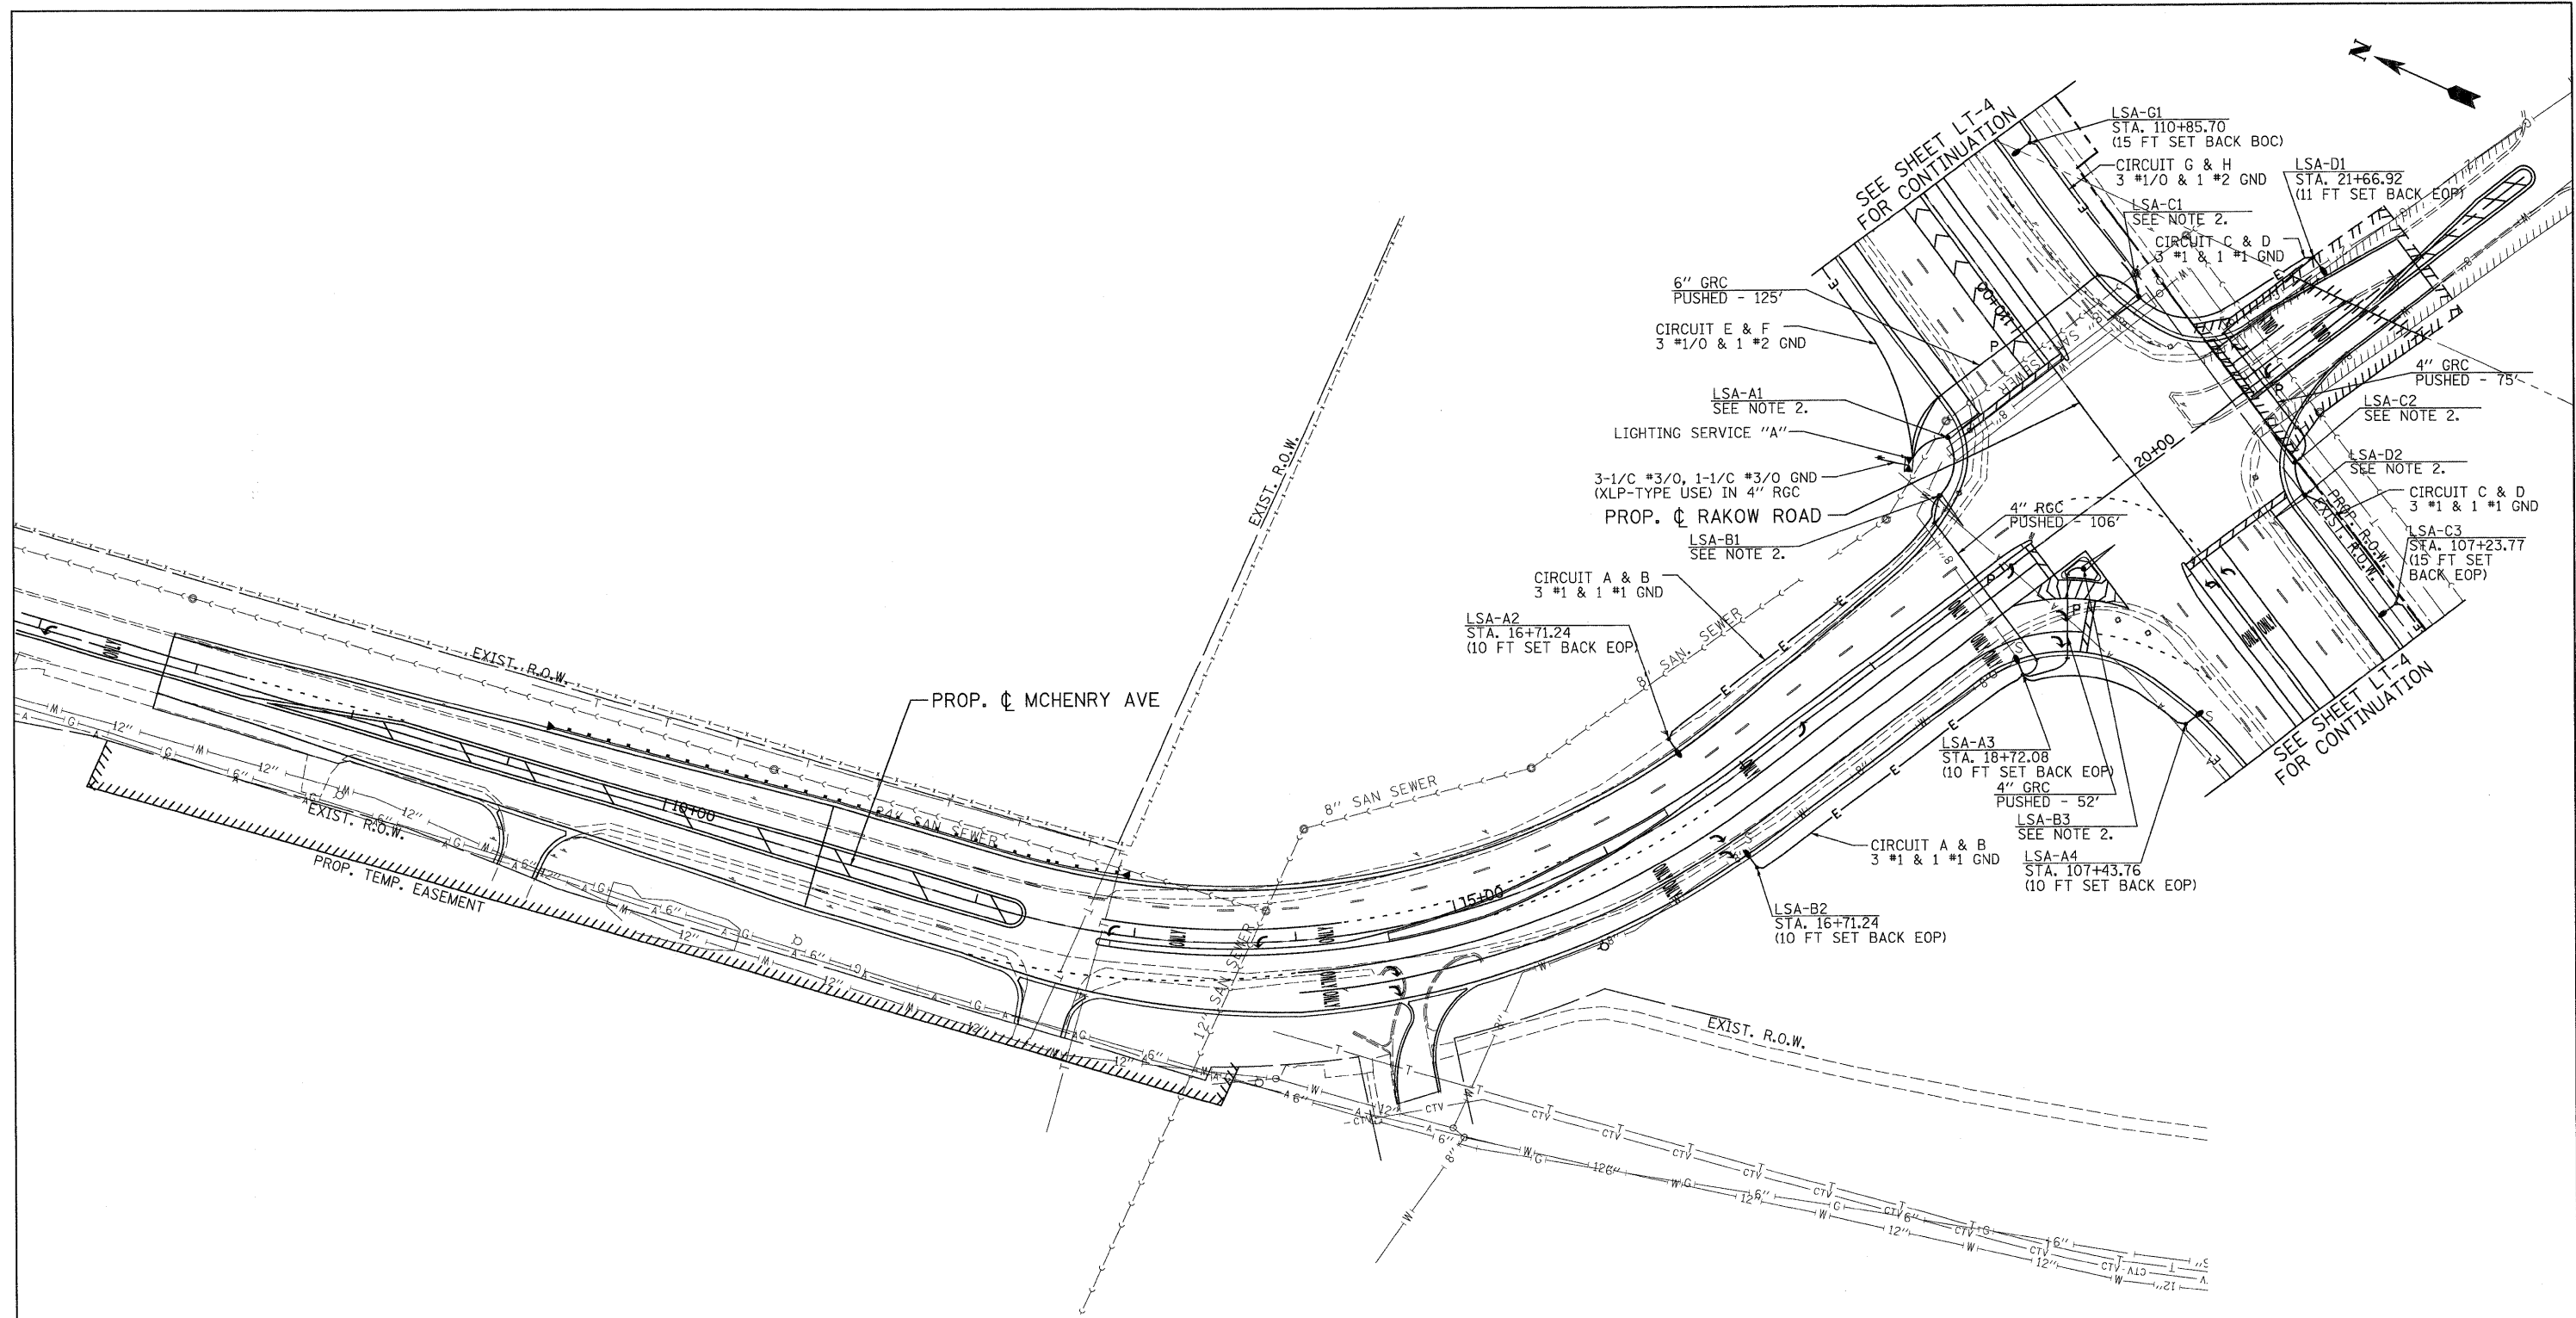 N
SEE SHEET LT-4
FOR CONTINUATION
LSA-G1
STA. 110+85.70
(15 FT SET BACK BOC)
CIRCUIT G & H
3 #1/0 & 1 #2 GND
LSA-D1
STA. 21+66.92
(11 FT SET BACK EOP)
LSA-C1
SEE NOTE 2.
CIRCUIT C & D
3 #1 & 1 #1 GND
6" GRC
PUSHED - 125'
CIRCUIT E & F
3 #1/0 & 1 #2 GND
LSA-A1
SEE NOTE 2.
LIGHTING SERVICE "A"
3-1/C #3/0, 1-1/C #3/0 GND
(XLP-TYPE USE) IN 4" RGC
PROP. ℄ RAKOW ROAD
LSA-B1
SEE NOTE 2.
4" GRC
PUSHED - 75'
LSA-C2
SEE NOTE 2.
20+00
LSA-D2
SEE NOTE 2.
CIRCUIT C & D
3 #1 & 1 #1 GND
PROP. R.O.W.
EXIST. R.O.W.
LSA-C3
STA. 107+23.77
(15 FT SET
BACK EOP)
4" RGC
PUSHED - 106'
CIRCUIT A & B
3 #1 & 1 #1 GND
LSA-A2
STA. 16+71.24
(10 FT SET BACK EOP)
8" SAN. SEWER
EXIST. R.O.W.
EXIST. R.O.W.
PROP. ℄ MCHENRY AVE
SEE SHEET LT-4
FOR CONTINUATION
LSA-A3
STA. 18+72.08
(10 FT SET BACK EOP)
4" GRC
PUSHED - 52'
LSA-B3
SEE NOTE 2.
LSA-A4
STA. 107+43.76
(10 FT SET BACK EOP)
CIRCUIT A & B
3 #1 & 1 #1 GND
LSA-B2
STA. 16+71.24
(10 FT SET BACK EOP)
8" SAN SEWER
110+00
115+00
EXIST. R.O.W.
PROP. TEMP. EASEMENT
12" SAN SEWER
ONLY ONLY
EXIST. R.O.W.